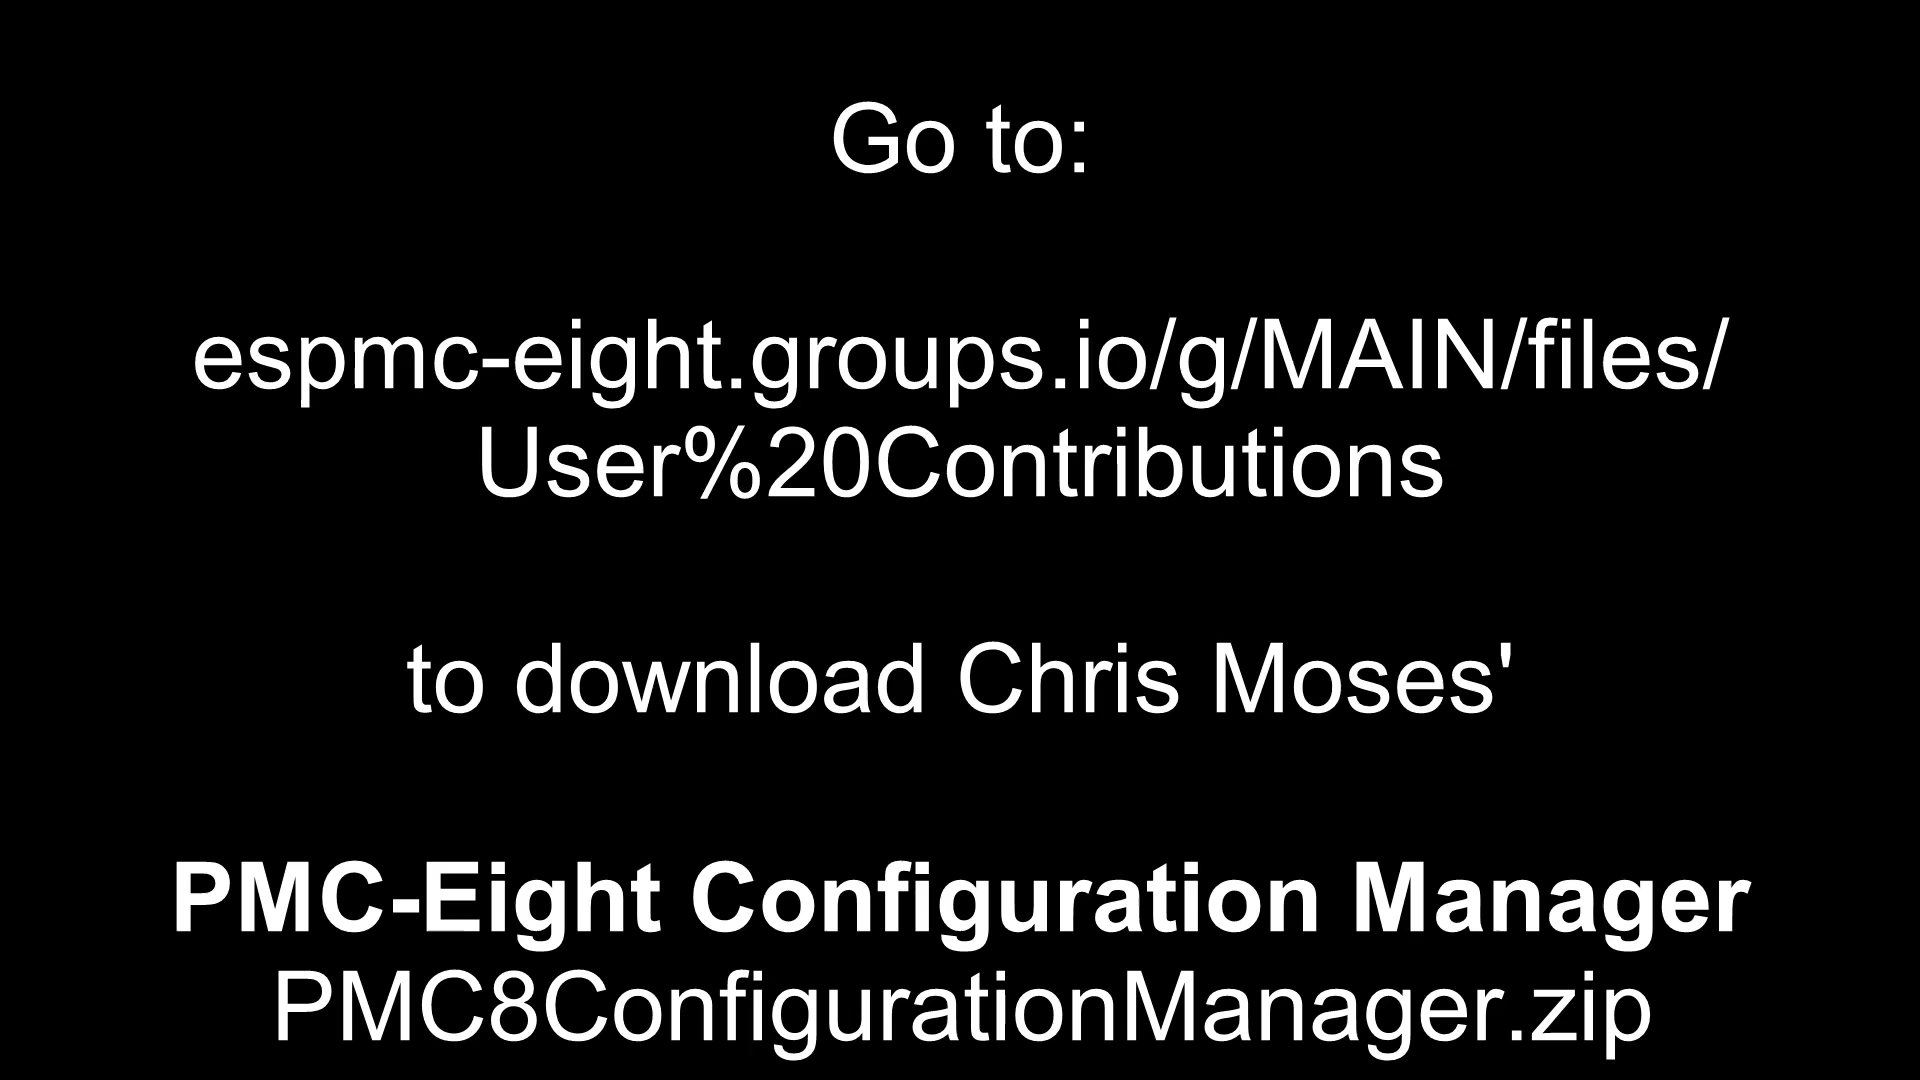 Go to:
espmc-eight.groups.io/g/MAIN/files/
User%20Contributions
to download Chris Moses'
PMC-Eight Configuration Manager
PMC8ConfigurationManager.zip